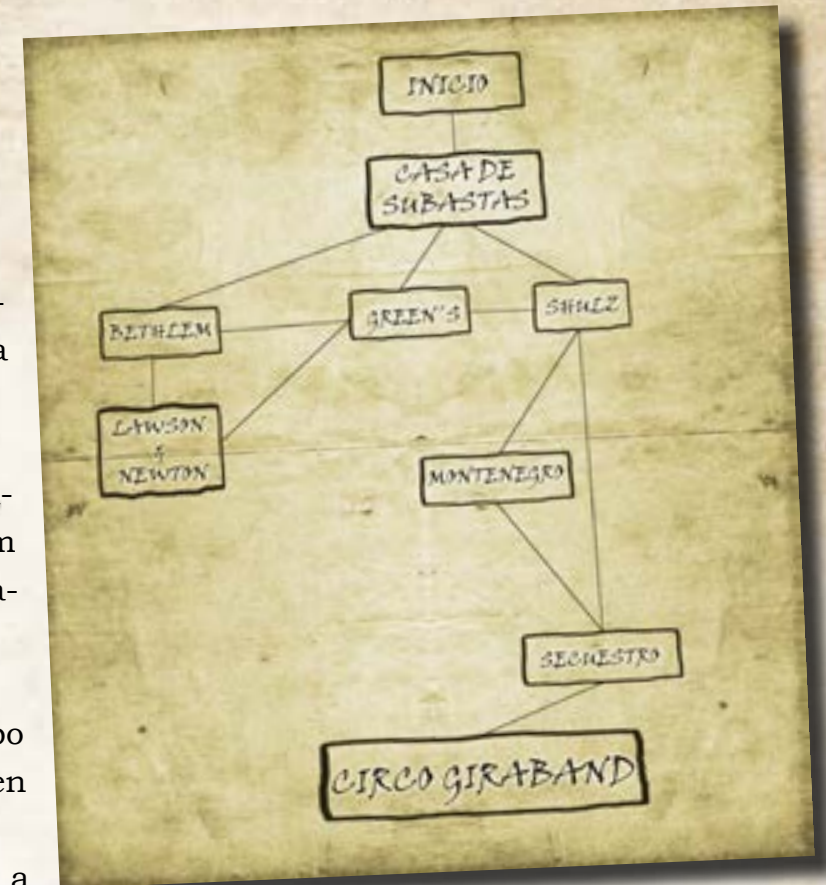 INICIO
CASA DE
SUBASTAS
BETHLEM
GREEN'S
SHULZ
LAWSON
&
NEWTON
MONTENEGRO
SECUESTRO
CIRCO GIRABAND